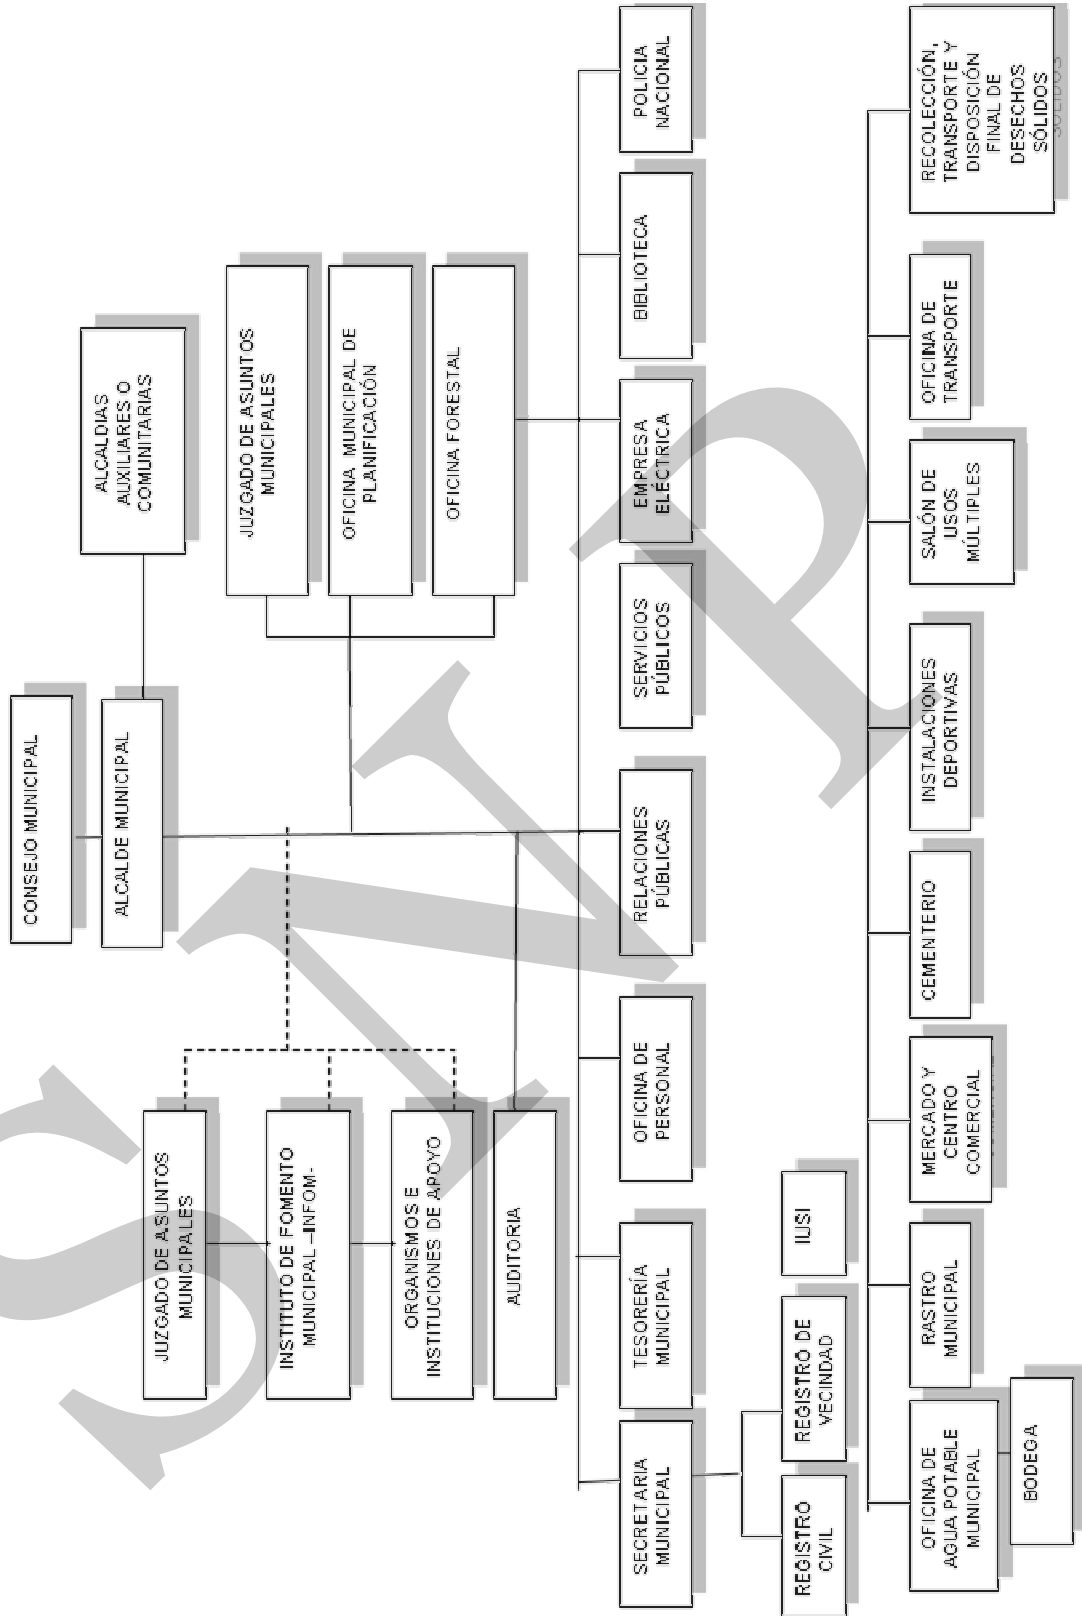 CONSEJO MUNICIPAL
ALCALDE MUNICIPAL
ALCALDIAS
AUXILIARES O
COMUNITARIAS
JUZGADO DE ASUNTOS
MUNICIPALES
INSTITUTO DE FOMENTO
MUNICIPAL –INFOM-
ORGANISMOS E
INSTITUCIONES DE APOYO
AUDITORIA
JUZGADO DE ASUNTOS
MUNICIPALES
OFICINA MUNICIPAL DE
PLANIFICACIÓN
OFICINA FORESTAL
SECRETARIA
MUNICIPAL
TESORERÍA
MUNICIPAL
OFICINA DE
PERSONAL
RELACIONES
PÚBLICAS
SERVICIOS
PÚBLICOS
EMPRESA
ELÉCTRICA
BIBLIOTECA
POLICIA
NACIONAL
REGISTRO
CIVIL
REGISTRO DE
VECINDAD
IUSI
OFICINA DE
AGUA POTABLE
MUNICIPAL
RASTRO
MUNICIPAL
MERCADO Y
CENTRO
COMERCIAL
CEMENTERIO
INSTALACIONES
DEPORTIVAS
SALÓN DE
USOS
MÚLTIPLES
OFICINA DE
TRANSPORTE
RECOLECCIÓN,
TRANSPORTE Y
DISPOSICIÓN
FINAL DE
DESECHOS
SÓLIDOS
SÓLIDOS
BODEGA
SNP